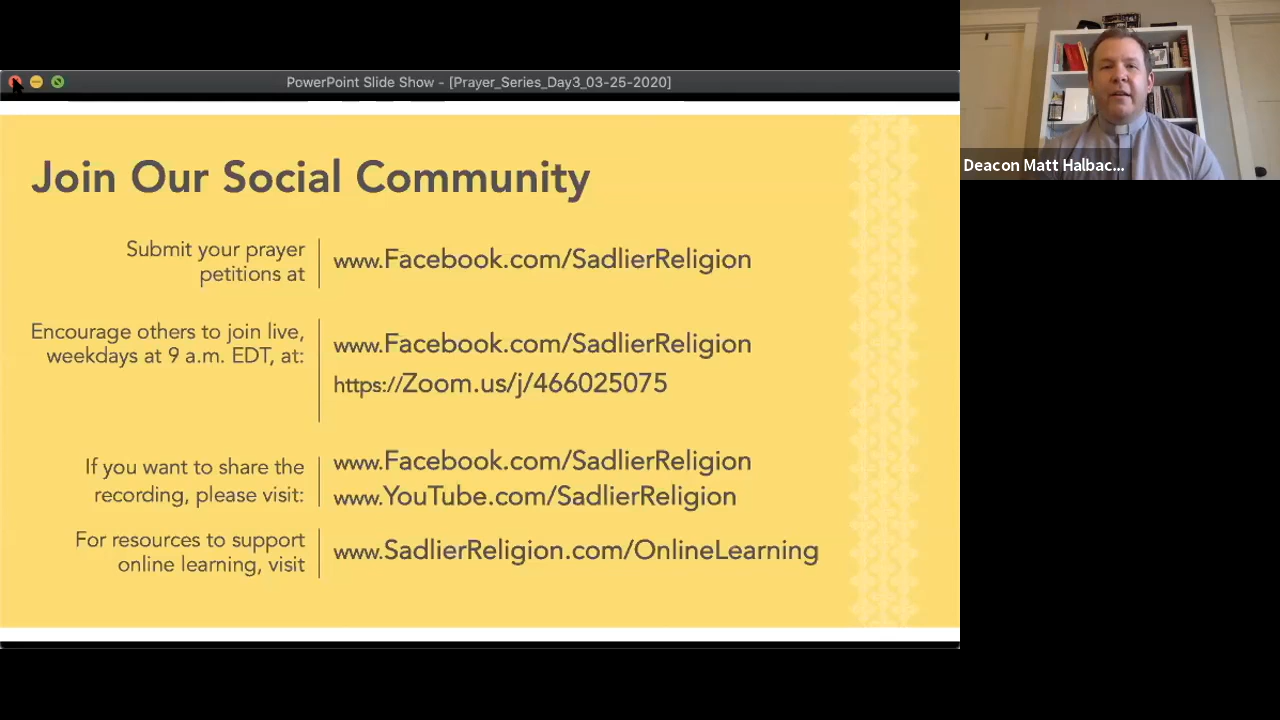 PowerPoint Slide Show - [Prayer_Series_Day3_03-25-2020]
Join Our Social Community
Submit your prayer
petitions at
www.Facebook.com/SadlierReligion
Encourage others to join live,
weekdays at 9 a.m. EDT, at:
www.Facebook.com/SadlierReligion
https://Zoom.us/j/466025075
If you want to share the
recording, please visit:
www.Facebook.com/SadlierReligion
www.YouTube.com/SadlierReligion
For resources to support
online learning, visit
www.SadlierReligion.com/OnlineLearning
Deacon Matt Halbac...